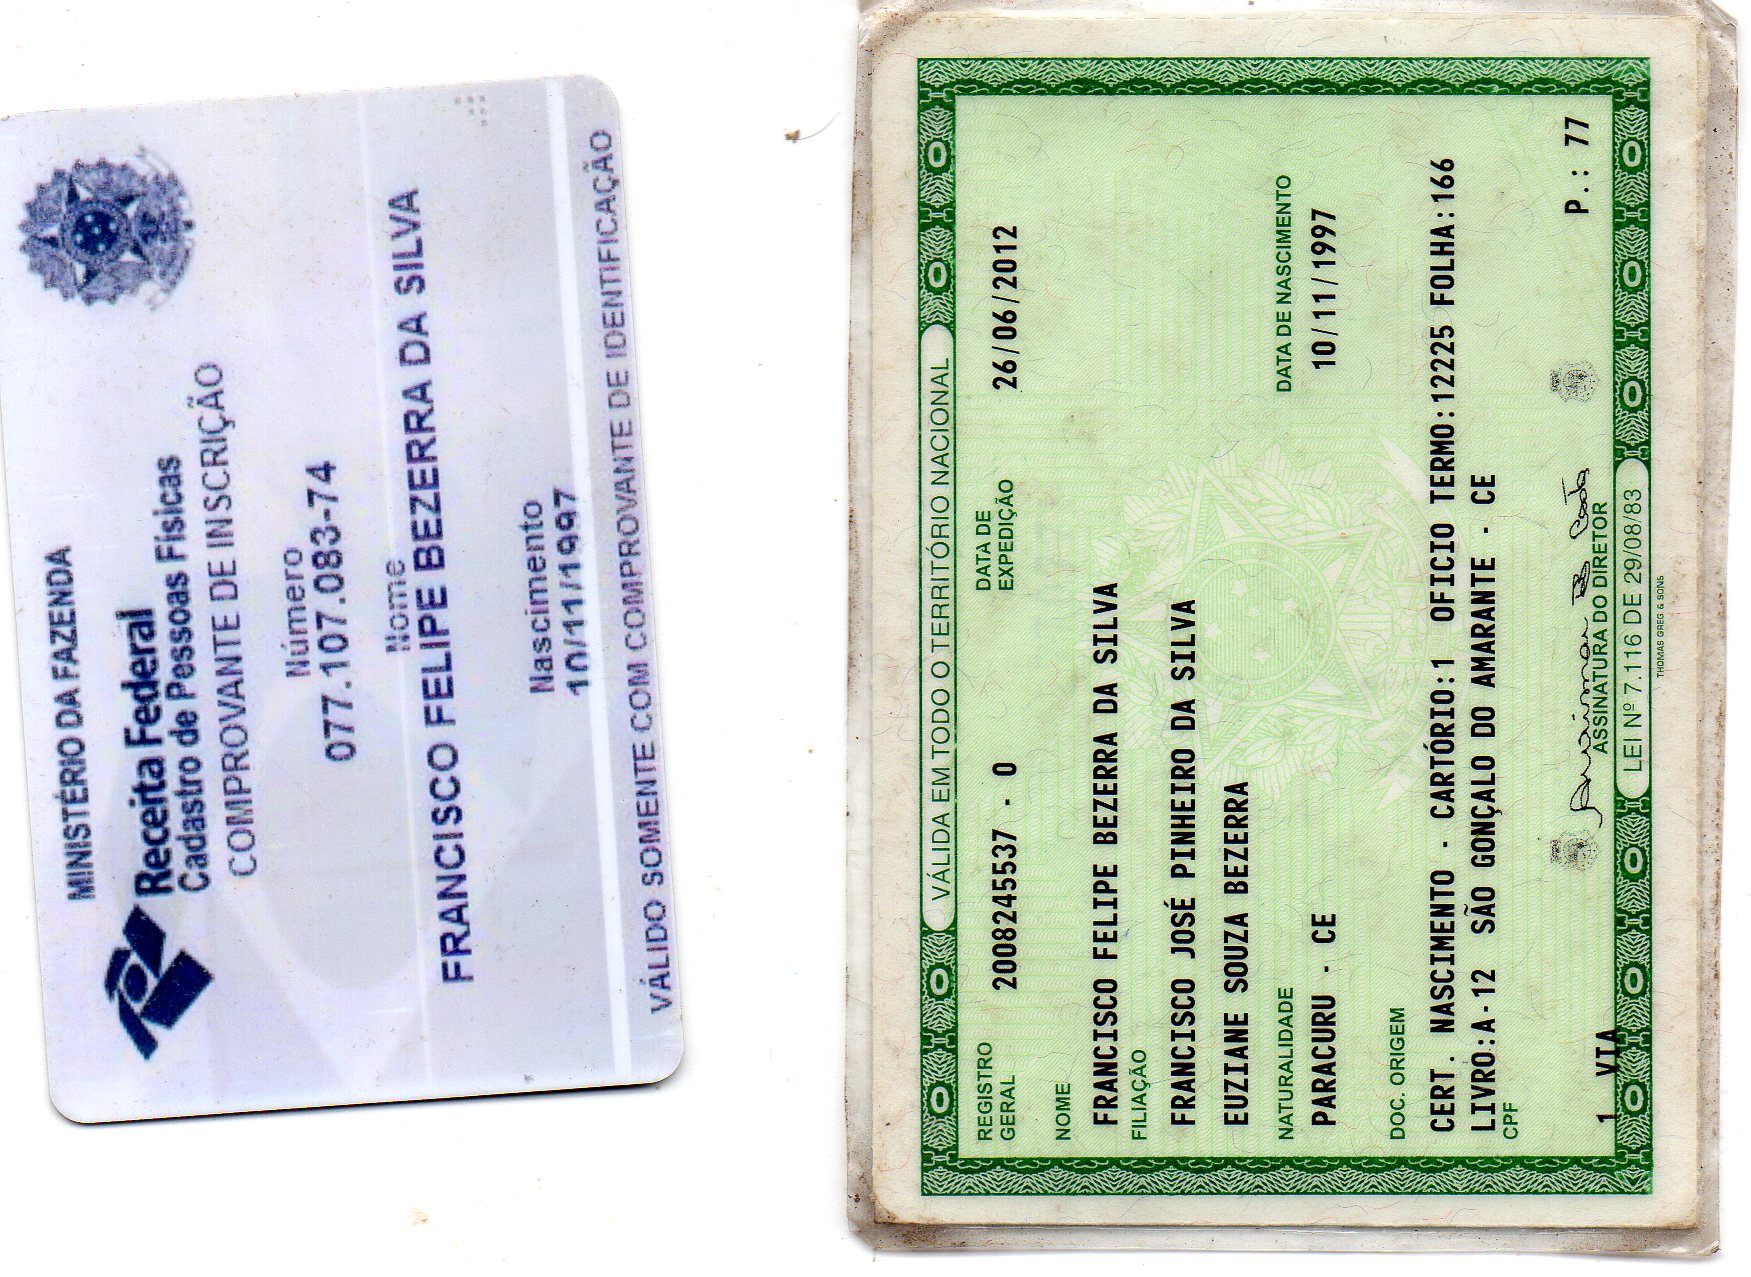 MINISTÉRIO DA FAZENDA
Receita Federal
Cadastro de Pessoas Físicas
COMPROVANTE DE INSCRIÇÃO
Número
077.107.083-74
Nome
FRANCISCO FELIPE BEZERRA DA SILVA
Nascimento
10/11/1997
VÁLIDO SOMENTE COM COMPROVANTE DE IDENTIFICAÇÃO
VÁLIDA EM TODO O TERRITÓRIO NACIONAL
REGISTRO GERAL 2008245537 - 0 DATA DE EXPEDIÇÃO 26/06/2012
NOME
FRANCISCO FELIPE BEZERRA DA SILVA
FILIAÇÃO
FRANCISCO JOSÉ PINHEIRO DA SILVA
EUZIANE SOUZA BEZERRA
NATURALIDADE DATA DE NASCIMENTO
PARACURU - CE 10/11/1997
DOC. ORIGEM
CERT. NASCIMENTO - CARTÓRIO:1 OFICIO TERMO:12225 FOLHA:166
LIVRO:A-12 SÃO GONÇALO DO AMARANTE - CE
CPF
P.: 77
1 VIA
ASSINATURA DO DIRETOR
LEI Nº 7.116 DE 29/08/83
THOMAS GREG & SONS